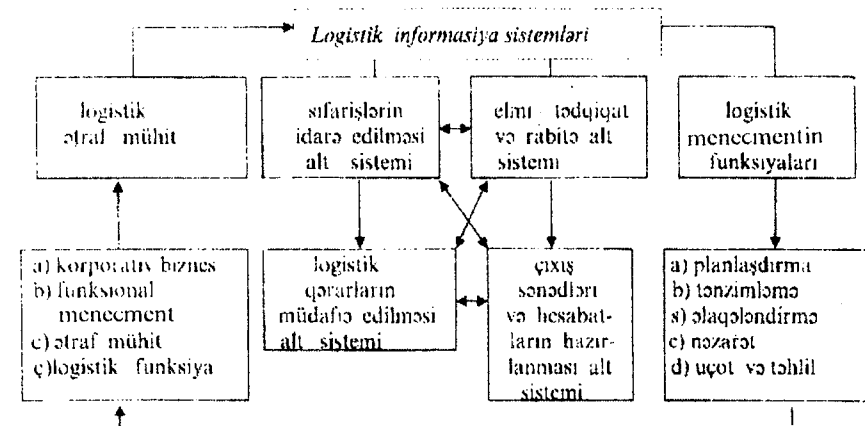 Logistik informasiya sistemləri
logistik
ətraf mühit
sifarişlərin
idarə edilməsi
alt sistemi
elmi tədqiqat
və rabitə alt
sistemi
logistik
menecmentin
funksiyaları
a) korporativ biznes
b) funksional
menecment
c) ətraf mühit
ç)logistik funksiya
logistik
qərarların
müdafiə edilməsi
alt sistemi
çıxış
sənədləri
və hesabat-
ların hazır-
lanması alt
sistemi
a) planlaşdırma
b) tənzimləmə
s) əlaqələndirmə
c) nəzarət
d) uçot və təhlil